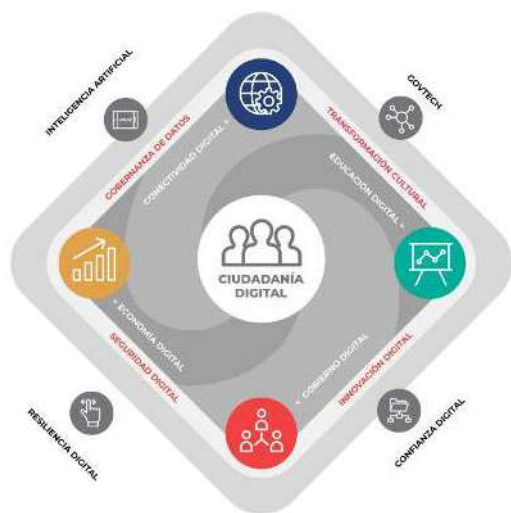 INTELIGENCIA ARTIFICIAL
GOVTECH
GOBERNANZA DE DATOS
TRANSFORMACIÓN CULTURAL
CONECTIVIDAD DIGITAL +
EDUCACIÓN DIGITAL +
CIUDADANÍA
DIGITAL
+ ECONOMÍA DIGITAL
+ GOBIERNO DIGITAL
SEGURIDAD DIGITAL
INNOVACIÓN DIGITAL
RESILIENCIA DIGITAL
CONFIANZA DIGITAL